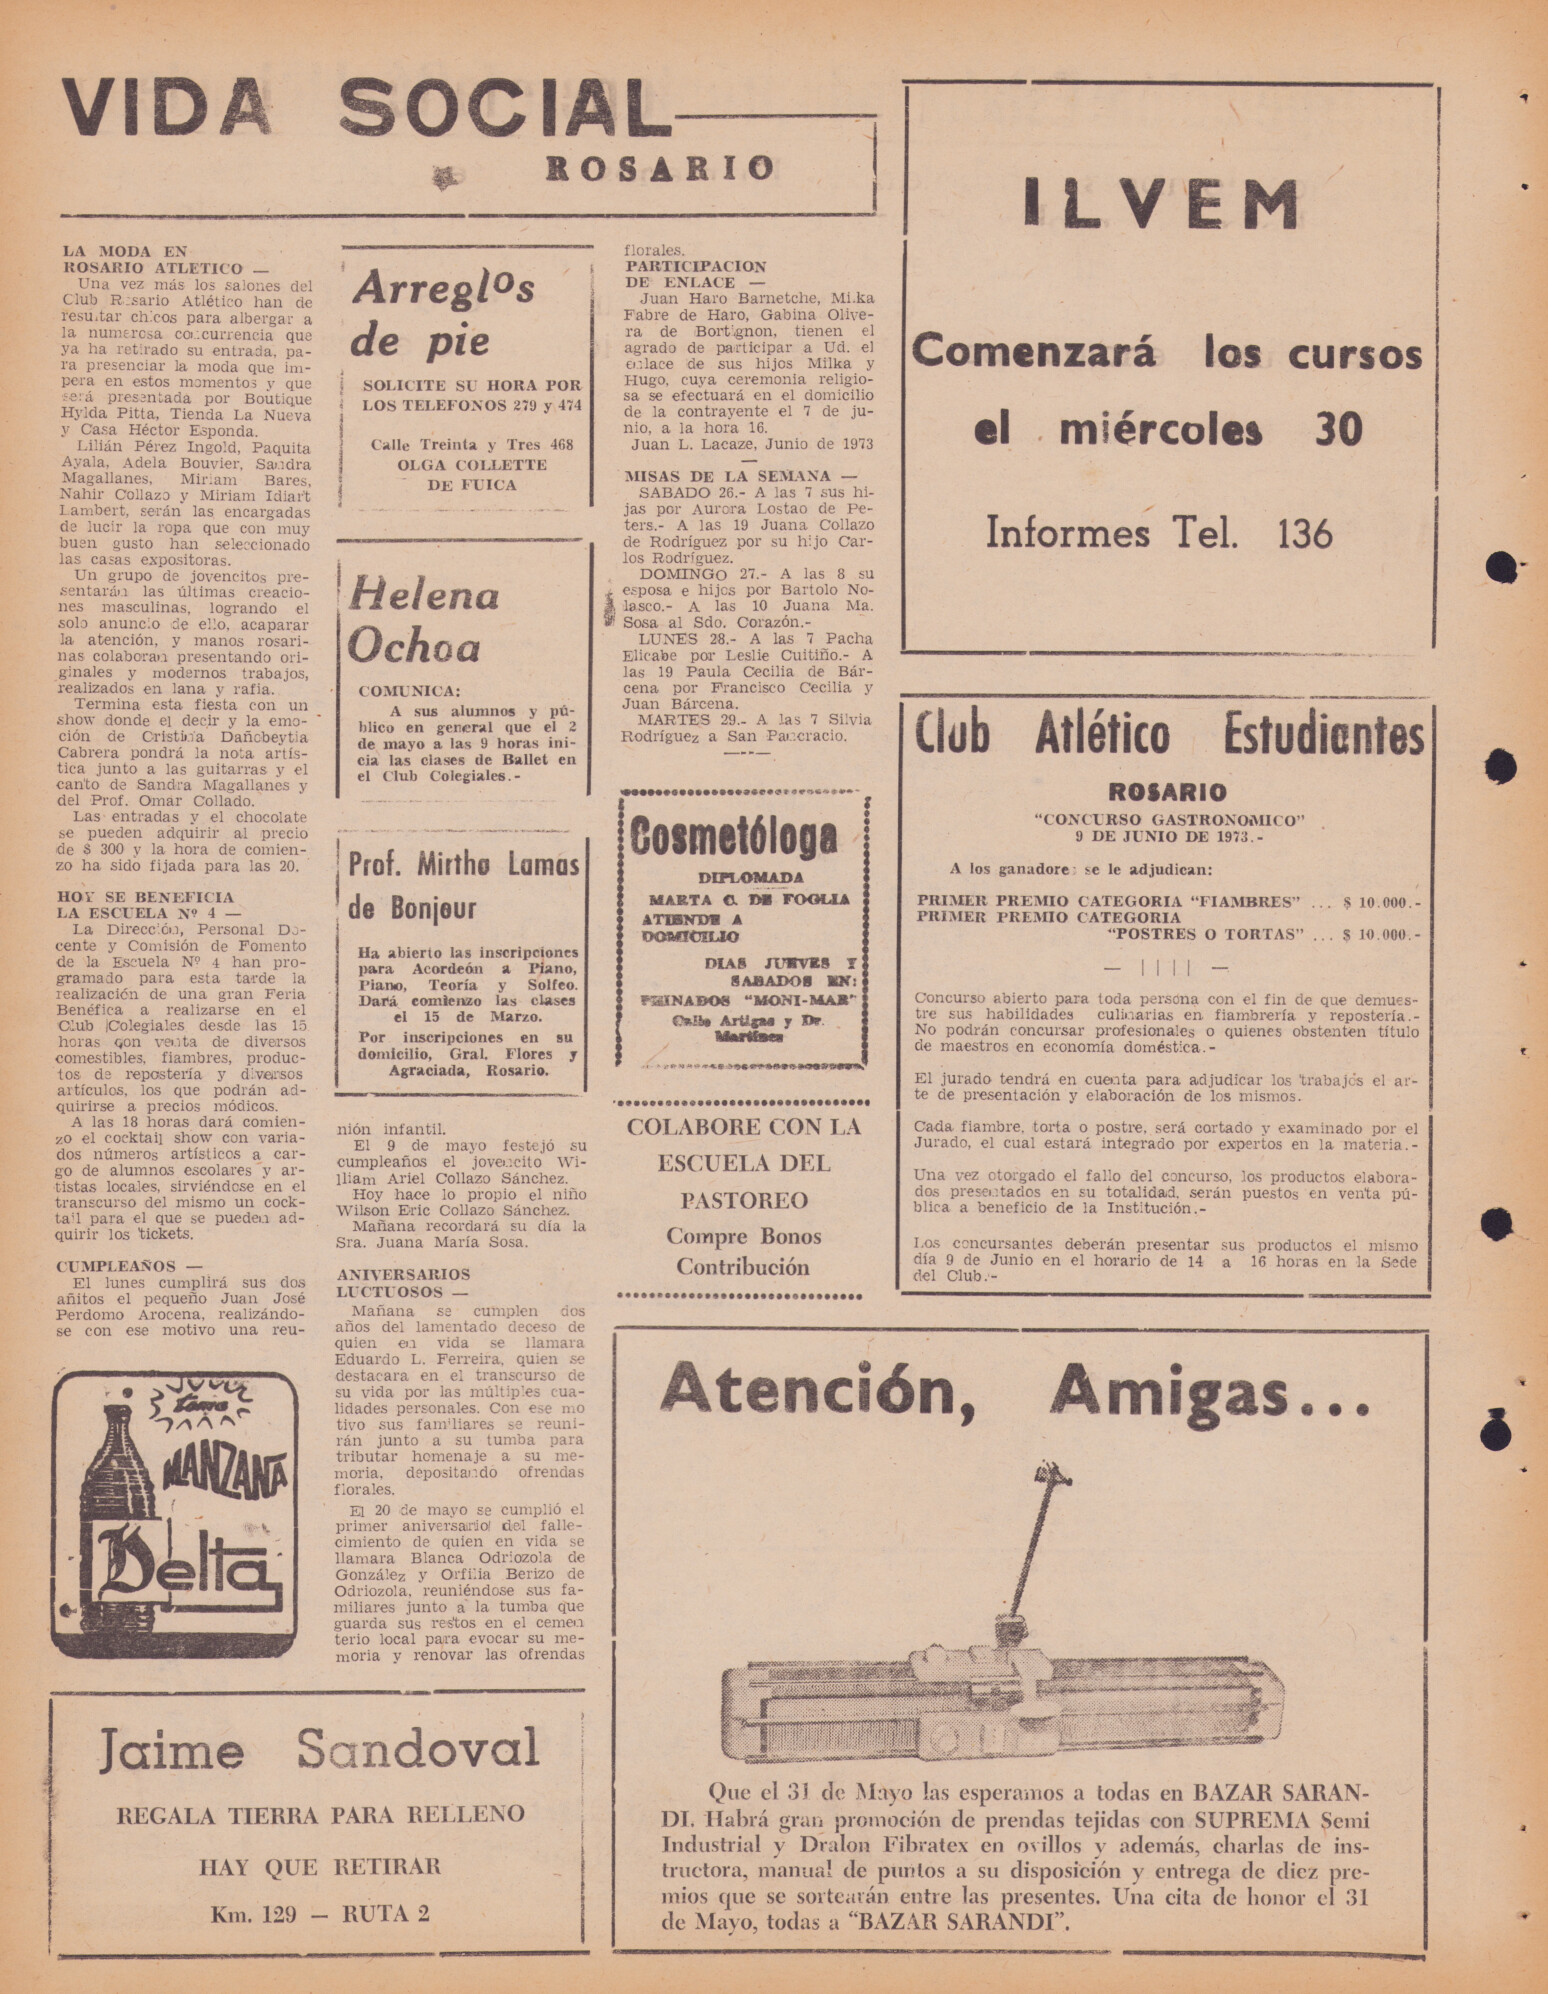 VIDA SOCIAL
ROSARIO
LA MODA EN
ROSARIO ATLETICO —
Una vez más los salones del
Club Rosario Atlético han de
resultar chicos para albergar a
la numerosa concurrencia que
ya ha retirado su entrada, pa-
ra presenciar la moda que im-
pera en estos momentos y que
será presentada por Boutique
Hylda Pitta, Tienda La Nueva
y Casa Héctor Esponda.
Lilián Pérez Ingold, Paquita
Ayala, Adela Bouvier, Sandra
Magallanes, Miriam Bares,
Nahir Collazo y Miriam Idiart
Lambert, serán las encargadas
de lucir la ropa que con muy
buen gusto han seleccionado
las casas expositoras.
Un grupo de jovencitos pre-
sentarán las últimas creacio-
nes masculinas, logrando el
solo anuncio de ello, acaparar
la atención, y manos rosari-
nas colaboran presentando ori-
ginales y modernos trabajos,
realizados en lana y rafia.
Termina esta fiesta con un
show donde el decir y la emo-
ción de Cristina Dañobeytia
Cabrera pondrá la nota artís-
tica junto a las guitarras y el
canto de Sandra Magallanes y
del Prof. Omar Collado.
Las entradas y el chocolate
se pueden adquirir al precio
de $ 300 y la hora de comien-
zo ha sido fijada para las 20.
HOY SE BENEFICIA
LA ESCUELA Nº 4 —
La Dirección, Personal Do-
cente y Comisión de Fomento
de la Escuela Nº 4 han pro-
gramado para esta tarde la
realización de una gran Feria
Benéfica a realizarse en el
Club Colegiales desde las 15
horas con venta de diversos
comestibles, fiambres, produc-
tos de repostería y diversos
artículos, los que podrán ad-
quirirse a precios módicos.
A las 18 horas dará comien-
zo el cocktail show con varia-
dos números artísticos a car-
go de alumnos escolares y ar-
tistas locales, sirviéndose en el
transcurso del mismo un cock-
tail para el que se pueden ad-
quirir los tickets.
CUMPLEAÑOS —
El lunes cumplirá sus dos
añitos el pequeño Juan José
Perdomo Arocena, realizándo-
se con ese motivo una reu-
toma
MANZANA
Delta
Arreglos
de pie
SOLICITE SU HORA POR
LOS TELEFONOS 279 y 474
Calle Treinta y Tres 468
OLGA COLLETTE
DE FUICA
Helena
Ochoa
COMUNICA:
A sus alumnos y pú-
blico en general que el 2
de mayo a las 9 horas ini-
cia las clases de Ballet en
el Club Colegiales.-
Prof. Mirtha Lamas
de Bonjour
Ha abierto las inscripciones
para Acordeón a Piano,
Piano, Teoría y Solfeo.
Dará comienzo las clases
el 15 de Marzo.
Por inscripciones en su
domicilio, Gral. Flores y
Agraciada, Rosario.
nión infantil.
El 9 de mayo festejó su
cumpleaños el jovencito Wi-
lliam Ariel Collazo Sánchez.
Hoy hace lo propio el niño
Wilson Eric Collazo Sánchez.
Mañana recordará su día la
Sra. Juana María Sosa.
ANIVERSARIOS
LUCTUOSOS —
Mañana se cumplen dos
años del lamentado deceso de
quien en vida se llamara
Eduardo L. Ferreira, quien se
destacara en el transcurso de
su vida por las múltiples cua-
lidades personales. Con ese mo
tivo sus familiares se reuni-
rán junto a su tumba para
tributar homenaje a su me-
moria, depositando ofrendas
florales.
El 20 de mayo se cumplió el
primer aniversario del falle-
cimiento de quien en vida se
llamara Blanca Odriozola de
González y Orfilia Berizo de
Odriozola, reuniéndose sus fa-
miliares junto a la tumba que
guarda sus restos en el cemen
terio local para evocar su me-
moria y renovar las ofrendas
florales.
PARTICIPACION
DE ENLACE —
Juan Haro Barnetche, Milka
Fabre de Haro, Gabina Olive-
ra de Bortignon, tienen el
agrado de participar a Ud. el
enlace de sus hijos Milka y
Hugo, cuya ceremonia religio-
sa se efectuará en el domicilio
de la contrayente el 7 de ju-
nio, a la hora 16.
Juan L. Lacaze, Junio de 1973
MISAS DE LA SEMANA —
SABADO 26.- A las 7 sus hi-
jas por Aurora Lostao de Pe-
ters.- A las 19 Juana Collazo
de Rodríguez por su hijo Car-
los Rodríguez.
DOMINGO 27.- A las 8 su
esposa e hijos por Bartolo No-
lasco.- A las 10 Juana Ma.
Sosa al Sdo. Corazón.-
LUNES 28.- A las 7 Pacha
Elicabe por Leslie Cuitiño.- A
las 19 Paula Cecilia de Bár-
cena por Francisco Cecilia y
Juan Bárcena.
MARTES 29.- A las 7 Silvia
Rodríguez a San Pancracio.
Cosmetóloga
DIPLOMADA
MARTA C. DE FOGLIA
ATIENDE A
DOMICILIO
DIAS JUEVES Y
SABADOS EN:
PEINADOS "MONI-MAR"
Calle Artigas y Dr.
Martínez
COLABORE CON LA
ESCUELA DEL
PASTOREO
Compre Bonos
Contribución
ILVEM
Comenzará los cursos
el miércoles 30
Informes Tel. 136
Club Atlético Estudiantes
ROSARIO
"CONCURSO GASTRONOMICO"
9 DE JUNIO DE 1973.-
A los ganadores se le adjudican:
PRIMER PREMIO CATEGORIA "FIAMBRES" ... $ 10.000.-
PRIMER PREMIO CATEGORIA
"POSTRES O TORTAS" ... $ 10.000.-
— | | | | —
Concurso abierto para toda persona con el fin de demues-
tre sus habilidades culinarias en fiambrería y repostería.-
No podrán concursar profesionales o quienes obstenten título
de maestros en economía doméstica.-
El jurado tendrá en cuenta para adjudicar los trabajos el ar-
te de presentación y elaboración de los mismos.
Cada fiambre, torta o postre, será cortado y examinado por el
Jurado, el cual estará integrado por expertos en la materia.-
Una vez otorgado el fallo del concurso, los productos elabora-
dos presentados en su totalidad, serán puestos en venta pú-
blica a beneficio de la Institución.-
Los concursantes deberán presentar sus productos el mismo
día 9 de Junio en el horario de 14 a 16 horas en la Sede
del Club.-
Jaime Sandoval
REGALA TIERRA PARA RELLENO
HAY QUE RETIRAR
Km. 129 — RUTA 2
Atención, Amigas...
Que el 31 de Mayo las esperamos a todas en BAZAR SARAN-
DI. Habrá gran promoción de prendas tejidas con SUPREMA Semi
Industrial y Dralon Fibratex en ovillos y además, charlas de ins-
tructora, manual de puntos a su disposición y entrega de diez pre-
mios que se sortearán entre las presentes. Una cita de honor el 31
de Mayo, todas a "BAZAR SARANDI".